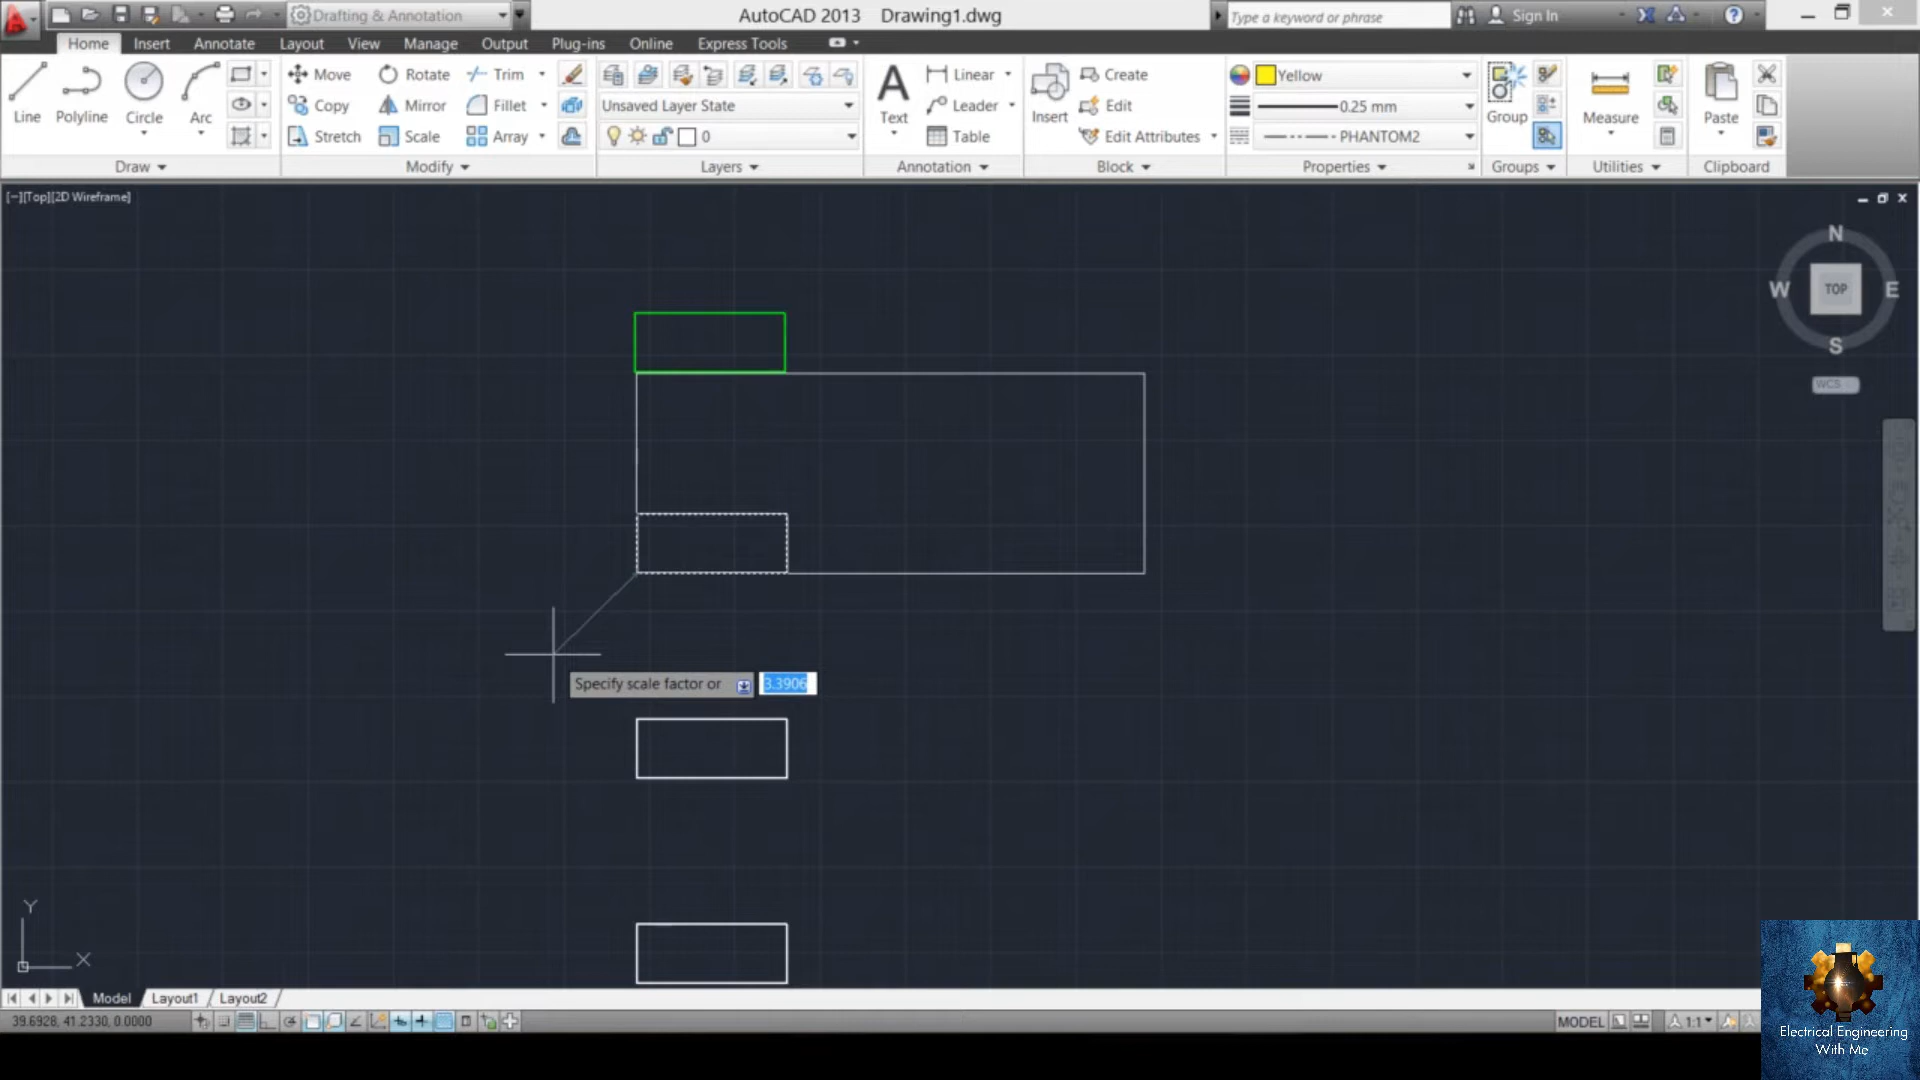 Drafting & Annotation
AutoCAD 2013 Drawing1.dwg
Type a keyword or phrase
Sign In
Home Insert Annotate Layout View Manage Output Plug-ins Online Express Tools
Line Polyline Circle Arc
Move Rotate Trim
Copy Mirror Fillet
Stretch Scale Array
Unsaved Layer State
0
Text
Linear
Leader
Table
Insert
Create
Edit
Edit Attributes
Yellow
0.25 mm
PHANTOM2
Group
Measure
Paste
Draw Modify Layers Annotation Block Properties Groups Utilities Clipboard
[−][Top][2D Wireframe]
N
W TOP E
S
WCS
Specify scale factor or 3.3906
Y
X
Model Layout1 Layout2
39.6928, 41.2330, 0.0000
MODEL
1:1
Electrical Engineering
With Me